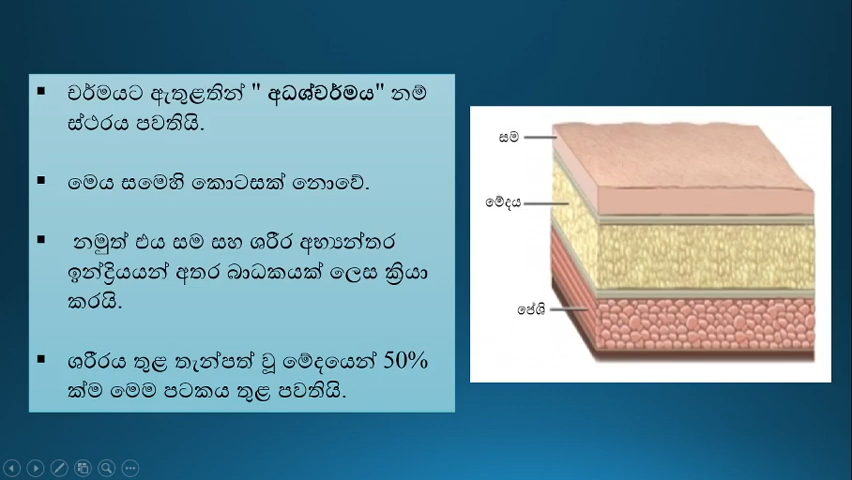 ▪ චර්මයට ඇතුළතින් " අධශ්චර්මය" නම්
ස්ථරය පවතියි.
▪ මෙය සමෙහි කොටසක් නොවේ.
▪ නමුත් එය සම සහ ශරීර අභ්‍යන්තර
ඉන්ද්‍රියයන් අතර බාධකයක් ලෙස ක්‍රියා
කරයි.
▪ ශරීරය තුළ තැන්පත් වූ මේදයෙන් 50%
ක්ම මෙම පටකය තුළ පවතියි.
සම
මේදය
පේශි